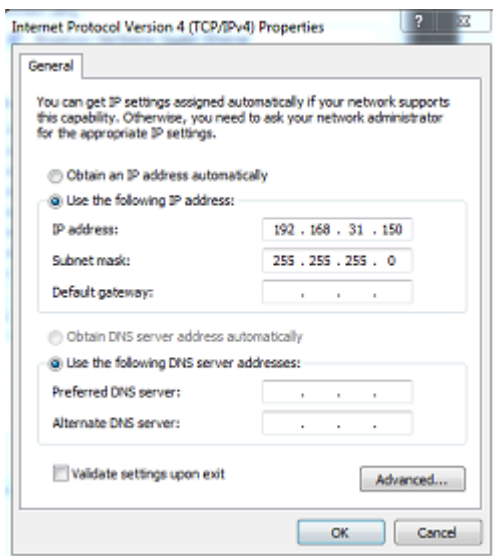 Internet Protocol Version 4 (TCP/IPv4) Properties
?
General
You can get IP settings assigned automatically if your network supports
this capability. Otherwise, you need to ask your network administrator
for the appropriate IP settings.
Obtain an IP address automatically
Use the following IP address:
IP address: 192 . 168 . 31 . 150
Subnet mask: 255 . 255 . 255 . 0
Default gateway: . . .
Obtain DNS server address automatically
Use the following DNS server addresses:
Preferred DNS server: . . .
Alternate DNS server: . . .
Validate settings upon exit
Advanced...
OK Cancel